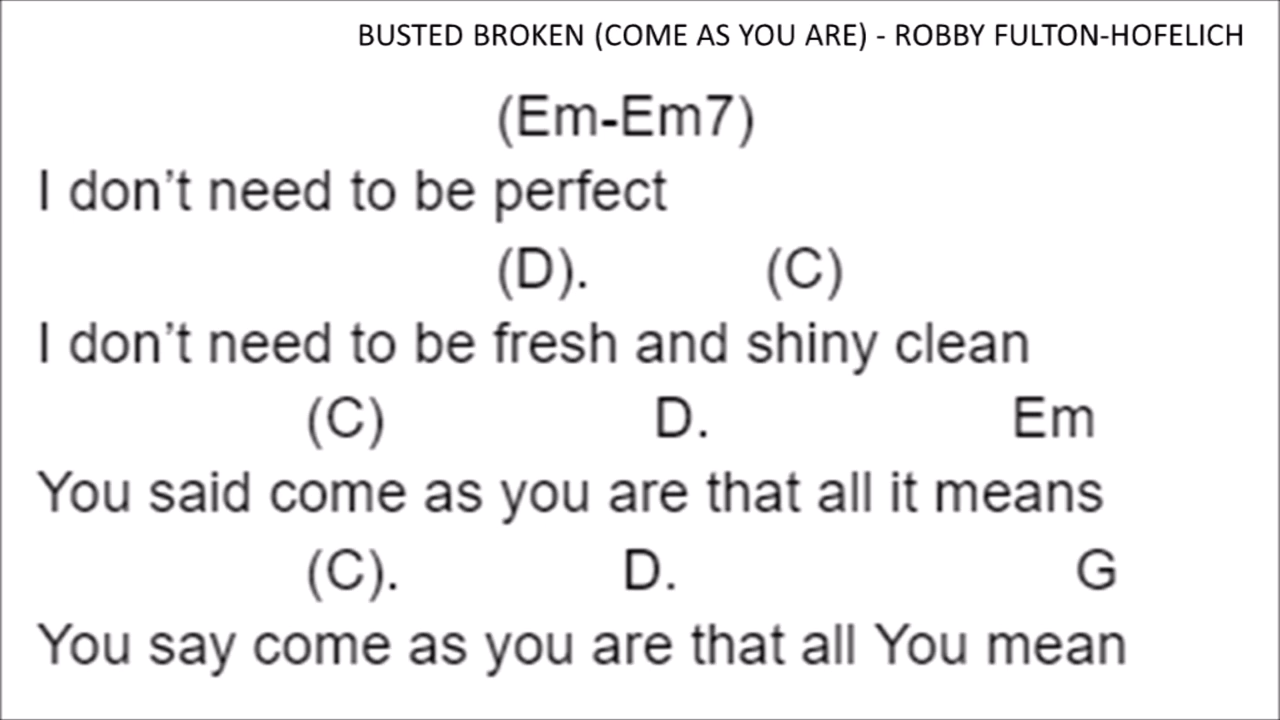 BUSTED BROKEN (COME AS YOU ARE) - ROBBY FULTON-HOFELICH
(Em-Em7)
I don’t need to be perfect
(D). (C)
I don’t need to be fresh and shiny clean
(C) D. Em
You said come as you are that all it means
(C). D. G
You say come as you are that all You mean